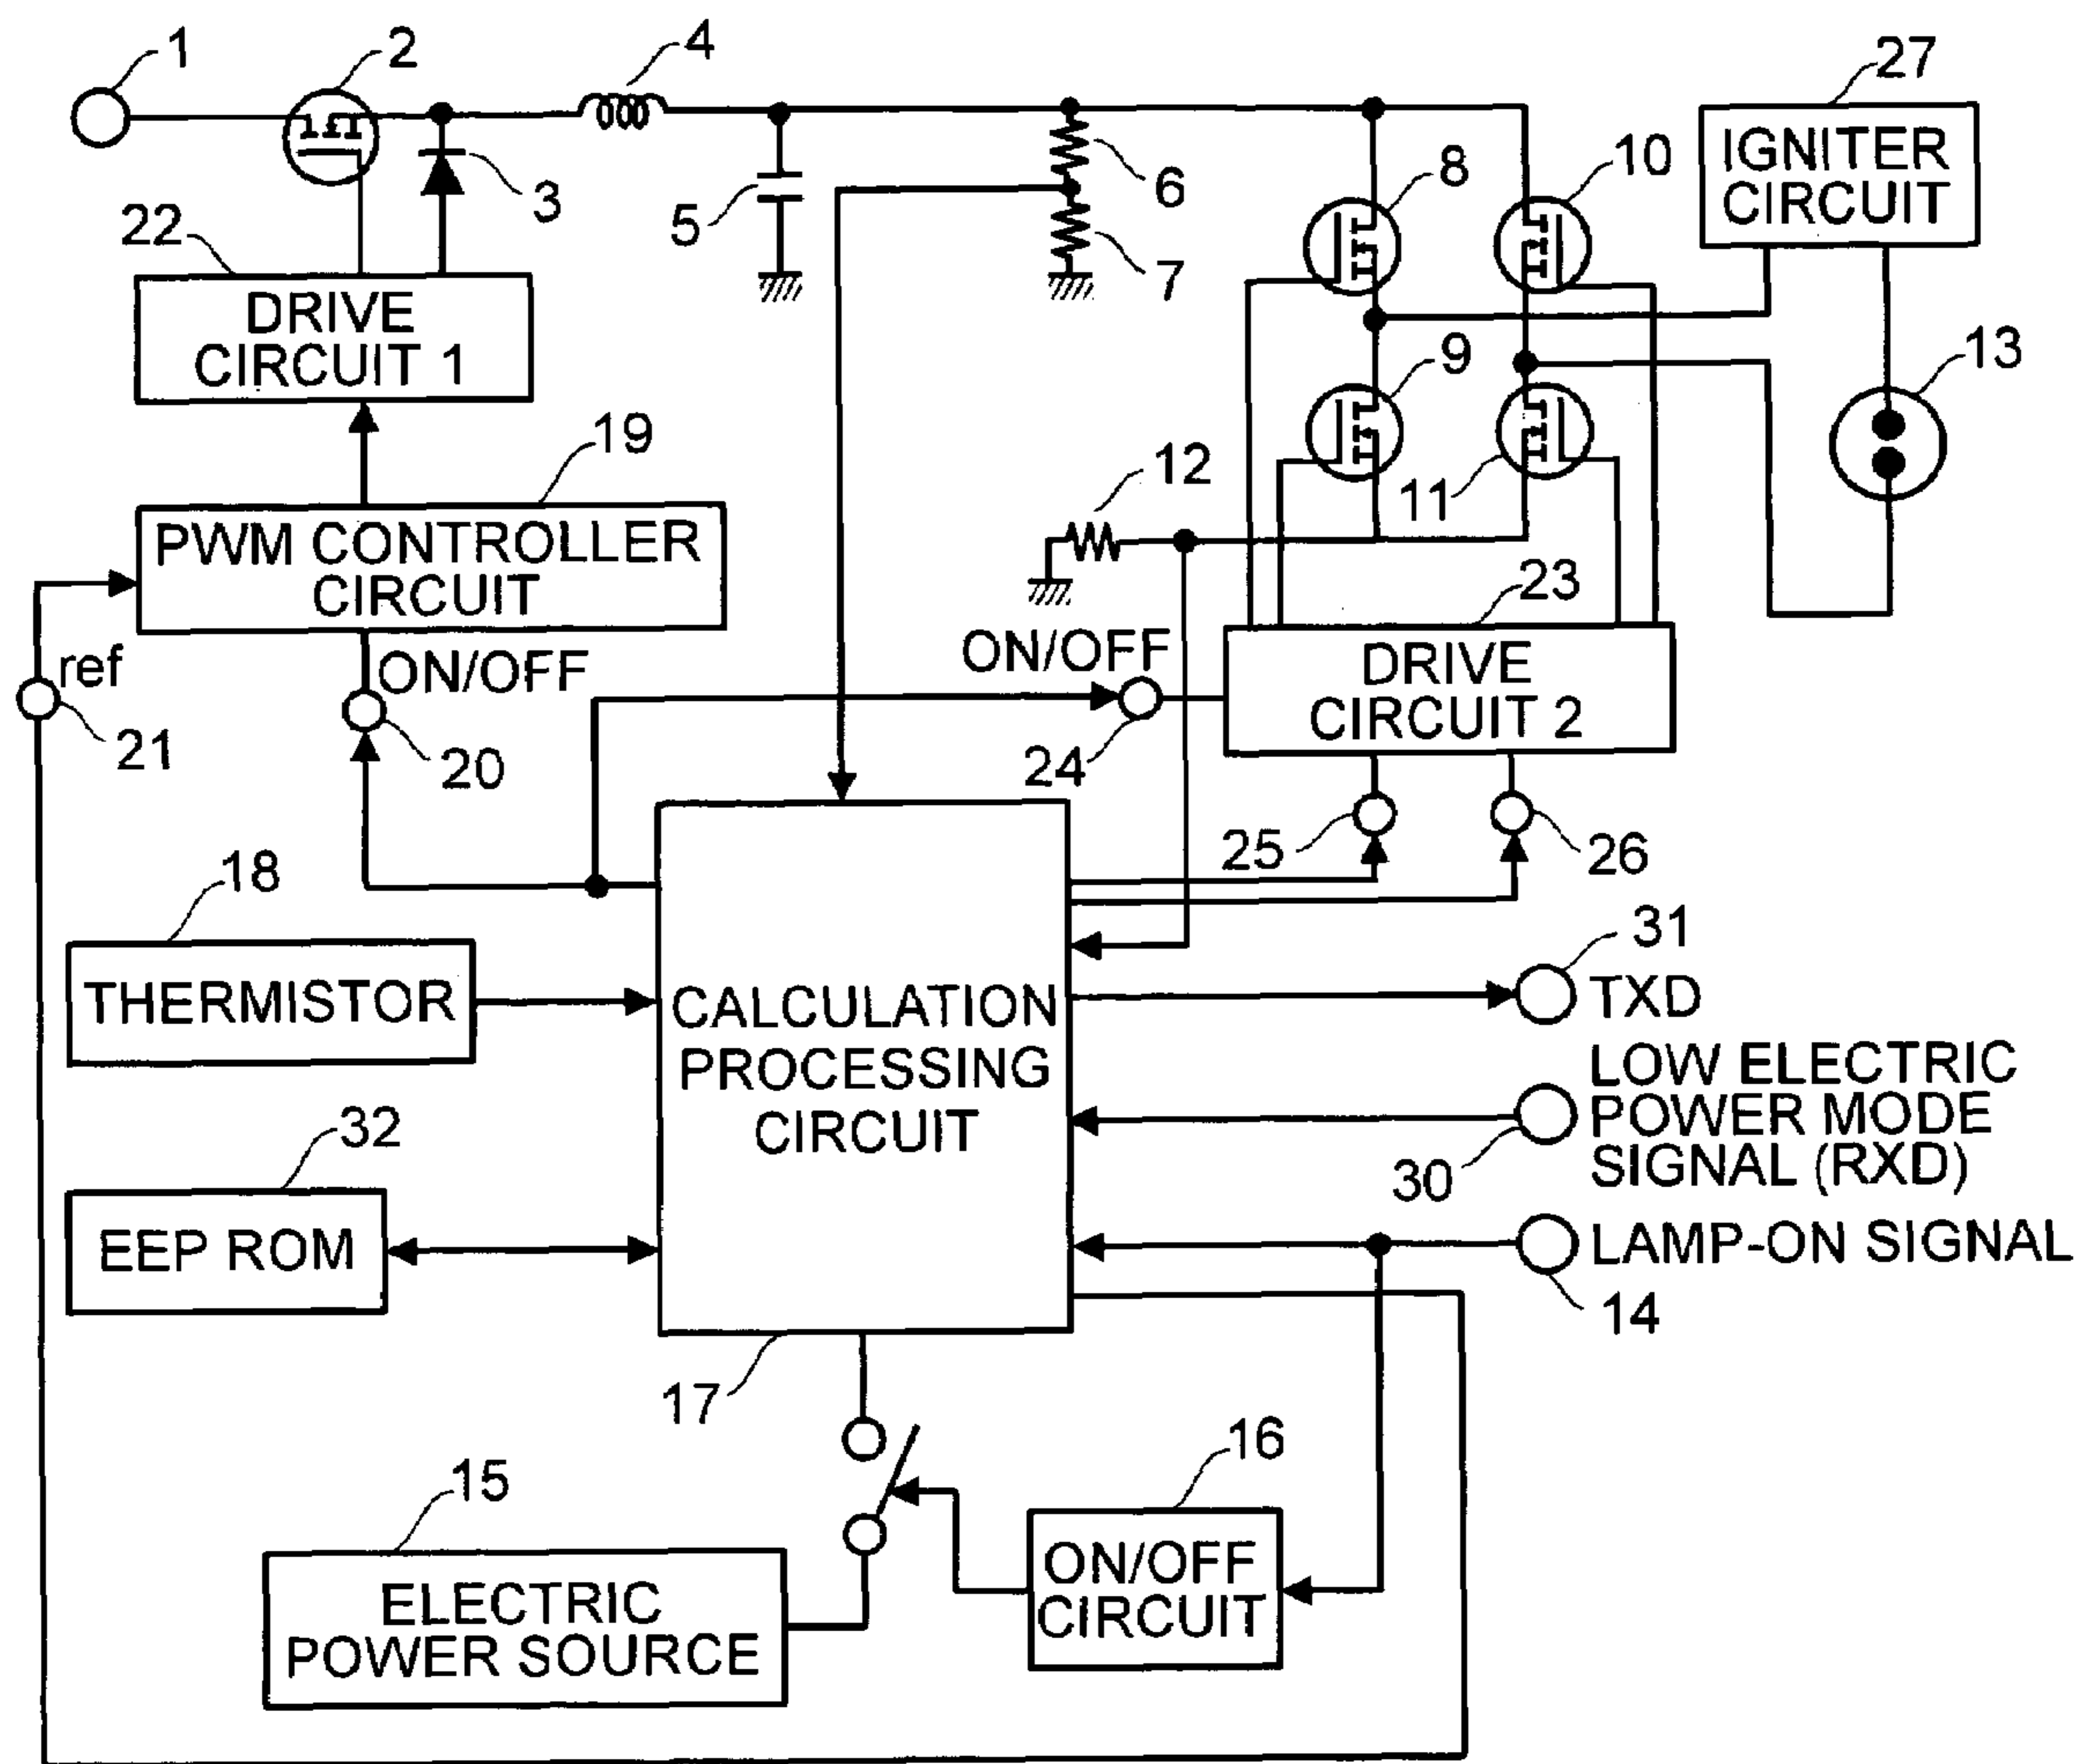 1
2
4
27
IGNITER
CIRCUIT
8
10
6
3
5
7
22
DRIVE
CIRCUIT 1
9
13
19
12
11
PWM CONTROLLER
CIRCUIT
23
ref
ON/OFF
ON/OFF
DRIVE
CIRCUIT 2
21
20
24
25
26
18
31
THERMISTOR
TXD
CALCULATION
PROCESSING
CIRCUIT
LOW ELECTRIC
POWER MODE
SIGNAL (RXD)
30
32
EEP ROM
LAMP-ON SIGNAL
14
17
16
15
ON/OFF
CIRCUIT
ELECTRIC
POWER SOURCE